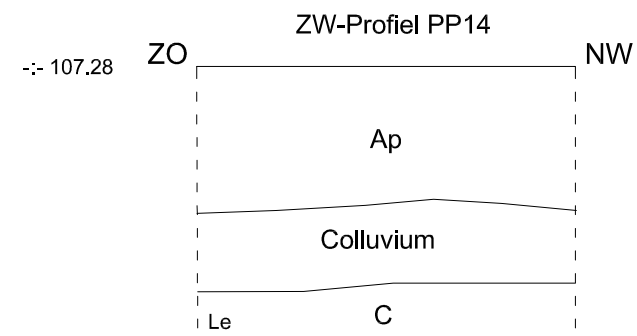 ZW-Profiel PP14
ZO
NW
-:- 107.28
Ap
Colluvium
Le
C